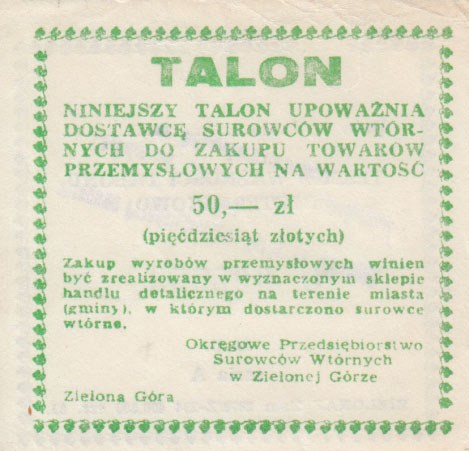 TALON
NINIEJSZY TALON UPOWAŻNIA
DOSTAWCĘ SUROWCÓW WTÓR-
NYCH DO ZAKUPU TOWARÓW
PRZEMYSŁOWYCH NA WARTOŚĆ
50,— zł
(pięćdziesiąt złotych)
Zakup wyrobów przemysłowych winien
być zrealizowany w wyznaczonym sklepie
handlu detalicznego na terenie miasta
(gminy), w którym dostarczono surowce
wtórne.
Okręgowe Przedsiębiorstwo
Surowców Wtórnych
w Zielonej Górze
Zielona Góra